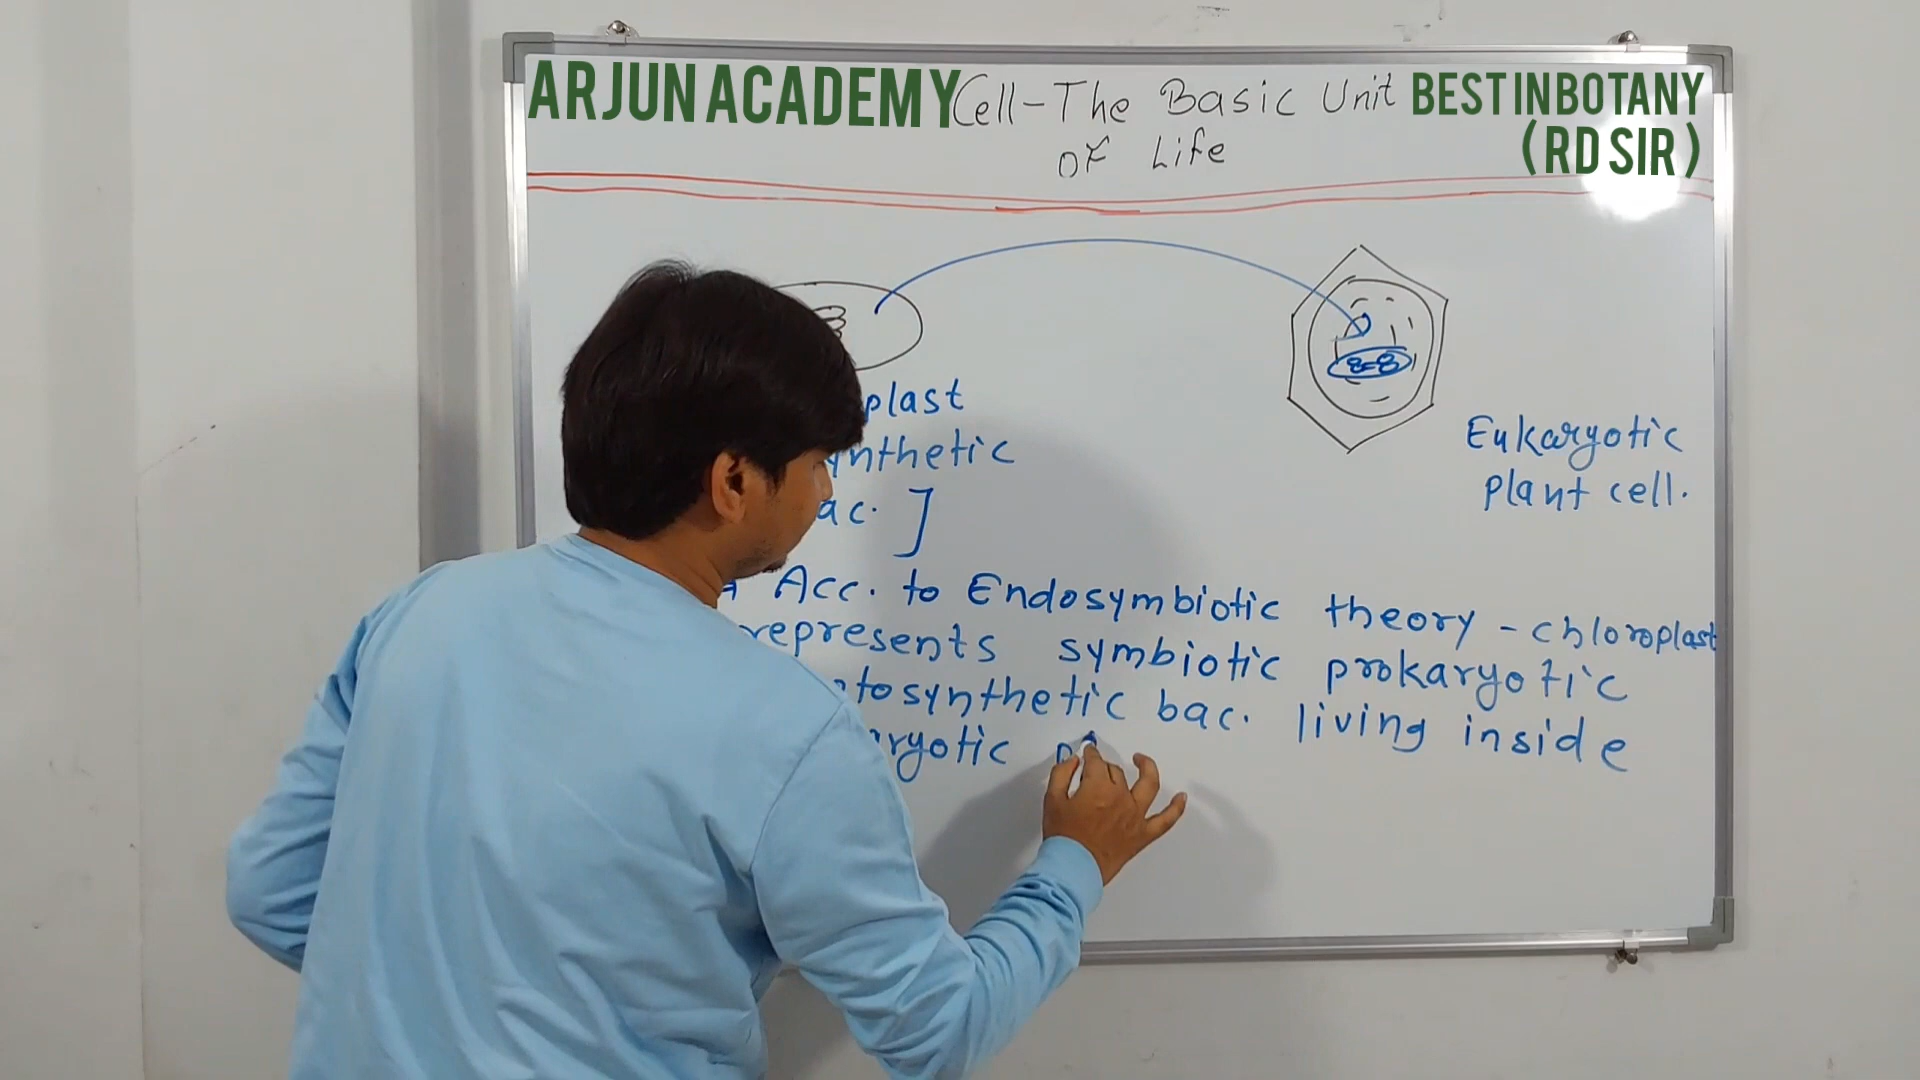 ARJUN ACADEMY
Cell-The Basic Unit
of Life
BEST IN BOTANY
(RD SIR)
plast
ynthetic
ac. ]
Eukaryotic
plant cell.
Acc. to Endosymbiotic theory - chloroplast
represents symbiotic prokaryotic
tosynthetic bac. living inside
ryotic